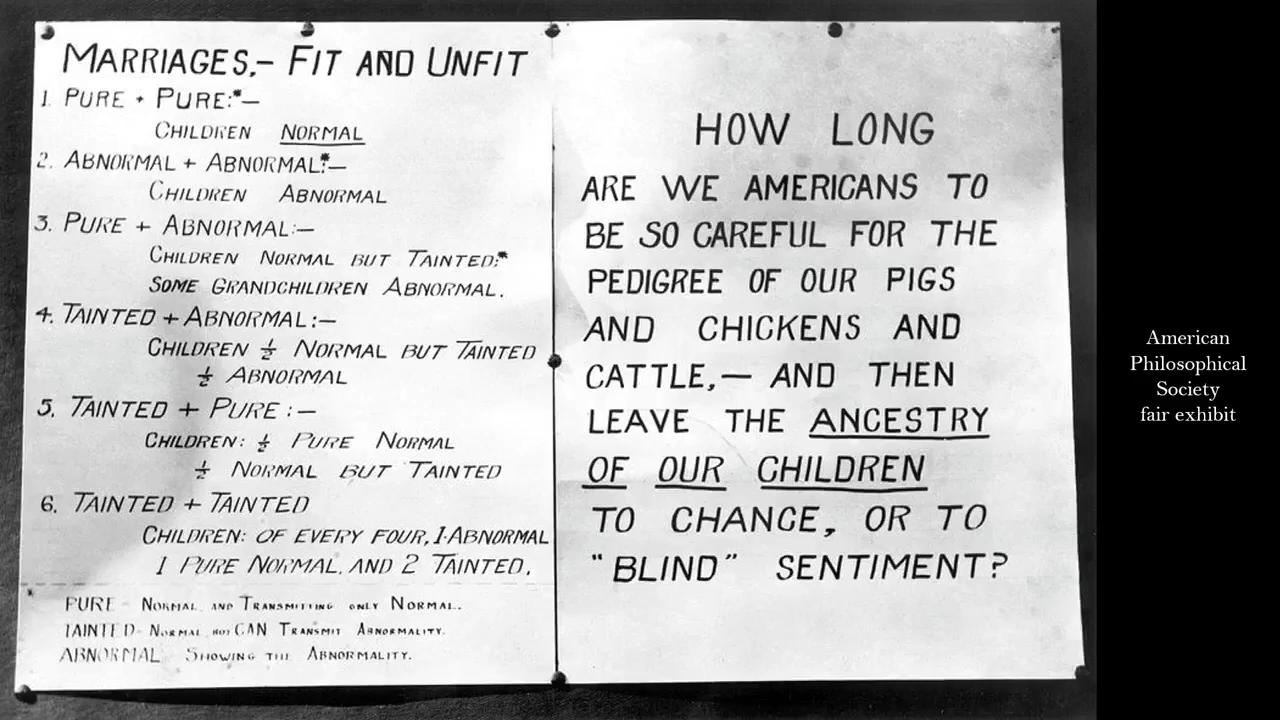 MARRIAGES,- FIT AND UNFIT
1. PURE + PURE:*—
CHILDREN NORMAL
2. ABNORMAL + ABNORMAL:*—
CHILDREN ABNORMAL
3. PURE + ABNORMAL:—
CHILDREN NORMAL BUT TAINTED:*
SOME GRANDCHILDREN ABNORMAL.
4. TAINTED + ABNORMAL:—
CHILDREN ½ NORMAL BUT TAINTED
½ ABNORMAL
5. TAINTED + PURE:—
CHILDREN: ½ PURE NORMAL
½ NORMAL BUT TAINTED
6. TAINTED + TAINTED
CHILDREN: OF EVERY FOUR, 1 ABNORMAL
1 PURE NORMAL, AND 2 TAINTED.
PURE - NORMAL AND TRANSMITTING ONLY NORMAL.
TAINTED - NORMAL BUT CAN TRANSMIT ABNORMALITY.
ABNORMAL SHOWING THE ABNORMALITY.
HOW LONG
ARE WE AMERICANS TO
BE SO CAREFUL FOR THE
PEDIGREE OF OUR PIGS
AND CHICKENS AND
CATTLE,— AND THEN
LEAVE THE ANCESTRY
OF OUR CHILDREN
TO CHANCE, OR TO
"BLIND" SENTIMENT?
American
Philosophical
Society
fair exhibit